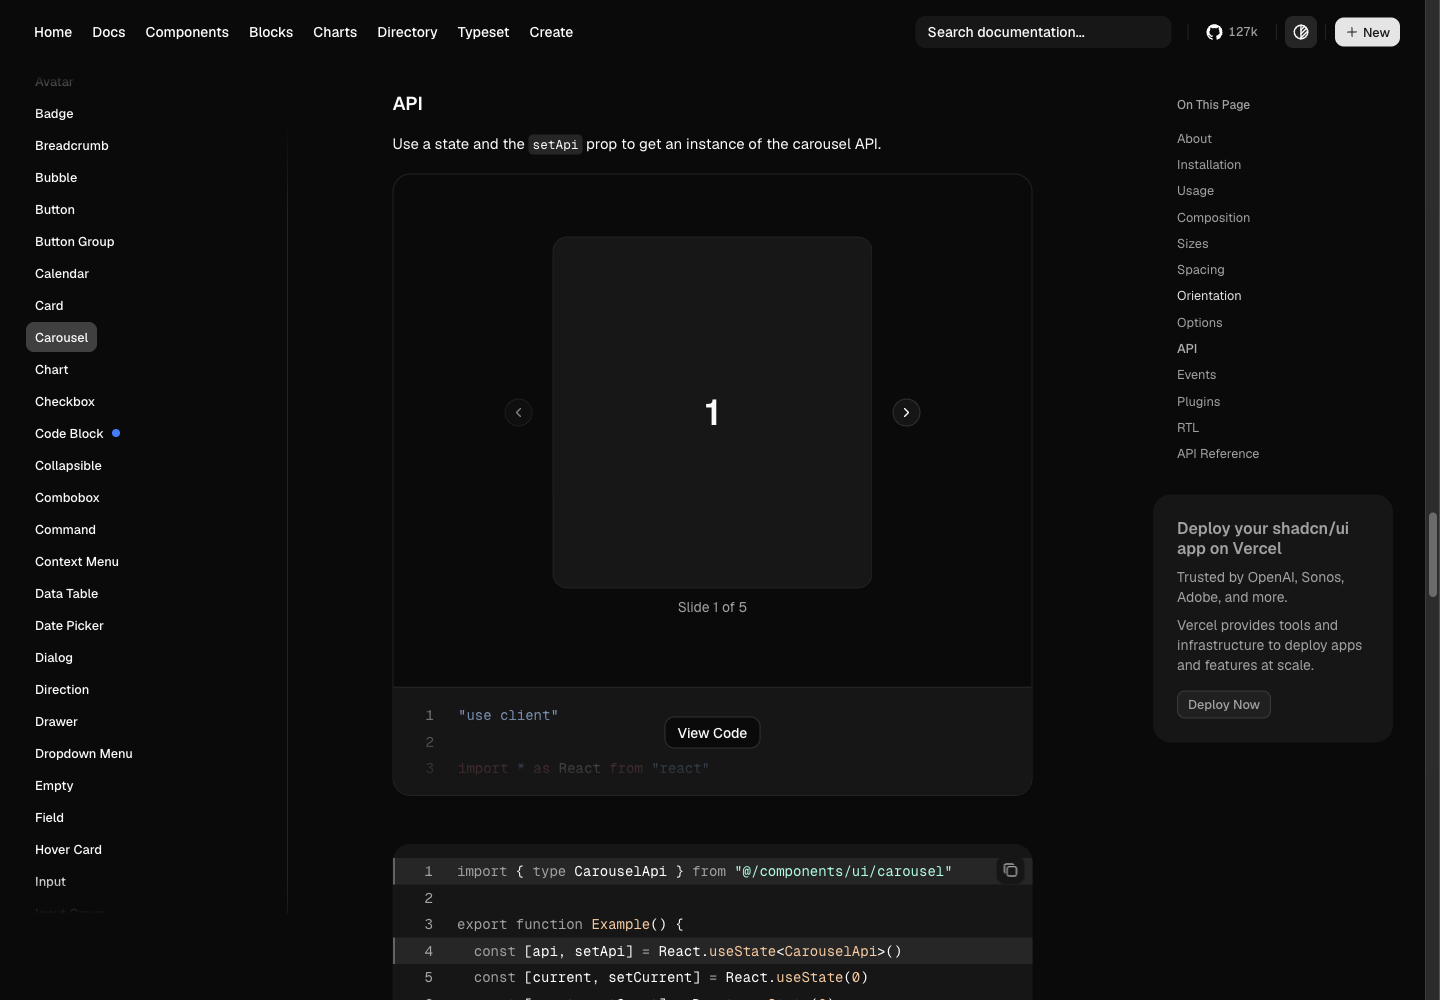 Home Docs Components Blocks Charts Directory Typeset Create
Search documentation...
127k
New
Avatar
Badge
Breadcrumb
Bubble
Button
Button Group
Calendar
Card
Carousel
Chart
Checkbox
Code Block
Collapsible
Combobox
Command
Context Menu
Data Table
Date Picker
Dialog
Direction
Drawer
Dropdown Menu
Empty
Field
Hover Card
Input
API
Use a state and the setApi prop to get an instance of the carousel API.
1
Slide 1 of 5
1 "use client"
2
3 import * as React from "react"
View Code
1 import { type CarouselApi } from "@/components/ui/carousel"
2
3 export function Example() {
4 const [api, setApi] = React.useState<CarouselApi>()
5 const [current, setCurrent] = React.useState(0)
On This Page
About
Installation
Usage
Composition
Sizes
Spacing
Orientation
Options
API
Events
Plugins
RTL
API Reference
Deploy your shadcn/ui
app on Vercel
Trusted by OpenAI, Sonos,
Adobe, and more.
Vercel provides tools and
infrastructure to deploy apps
and features at scale.
Deploy Now